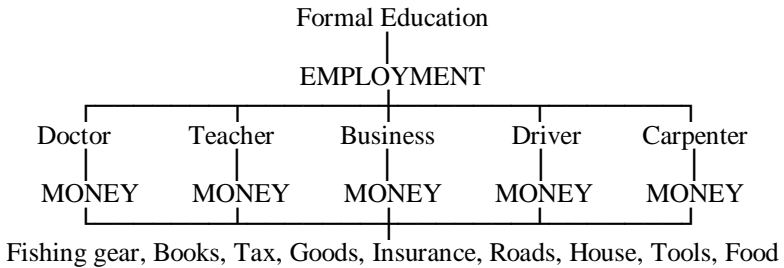 Formal Education
EMPLOYMENT
Doctor Teacher Business Driver Carpenter
MONEY MONEY MONEY MONEY MONEY
Fishing gear, Books, Tax, Goods, Insurance, Roads, House, Tools, Food